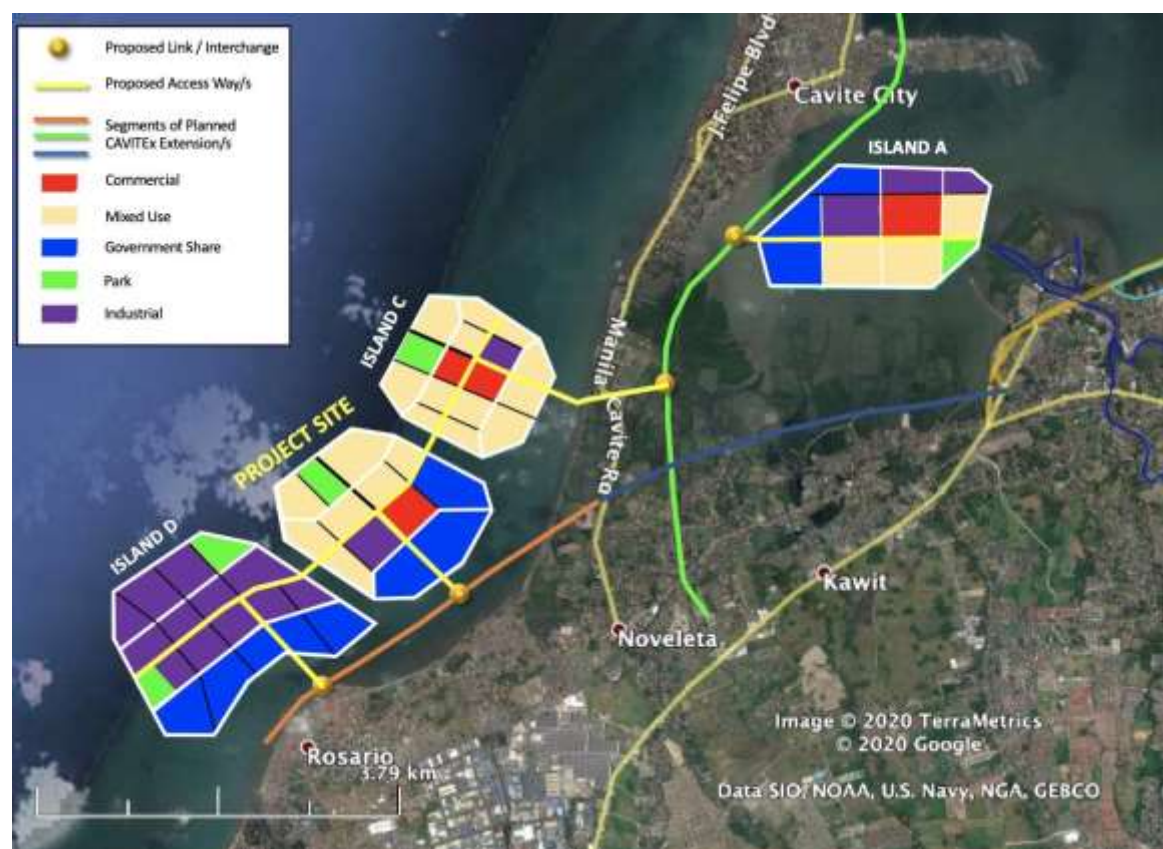 Proposed Link / Interchange
Proposed Access Way/s
Segments of Planned
CAVITEx Extension/s
Commercial
Mixed Use
Government Share
Park
Industrial
J.Felipe Blvd
Cavite City
ISLAND A
ISLAND C
Manila-Cavite Rd
PROJECT SITE
ISLAND D
Kawit
Noveleta
Rosario
3.79 km
Image © 2020 TerraMetrics
© 2020 Google
Data SIO, NOAA, U.S. Navy, NGA, GEBCO